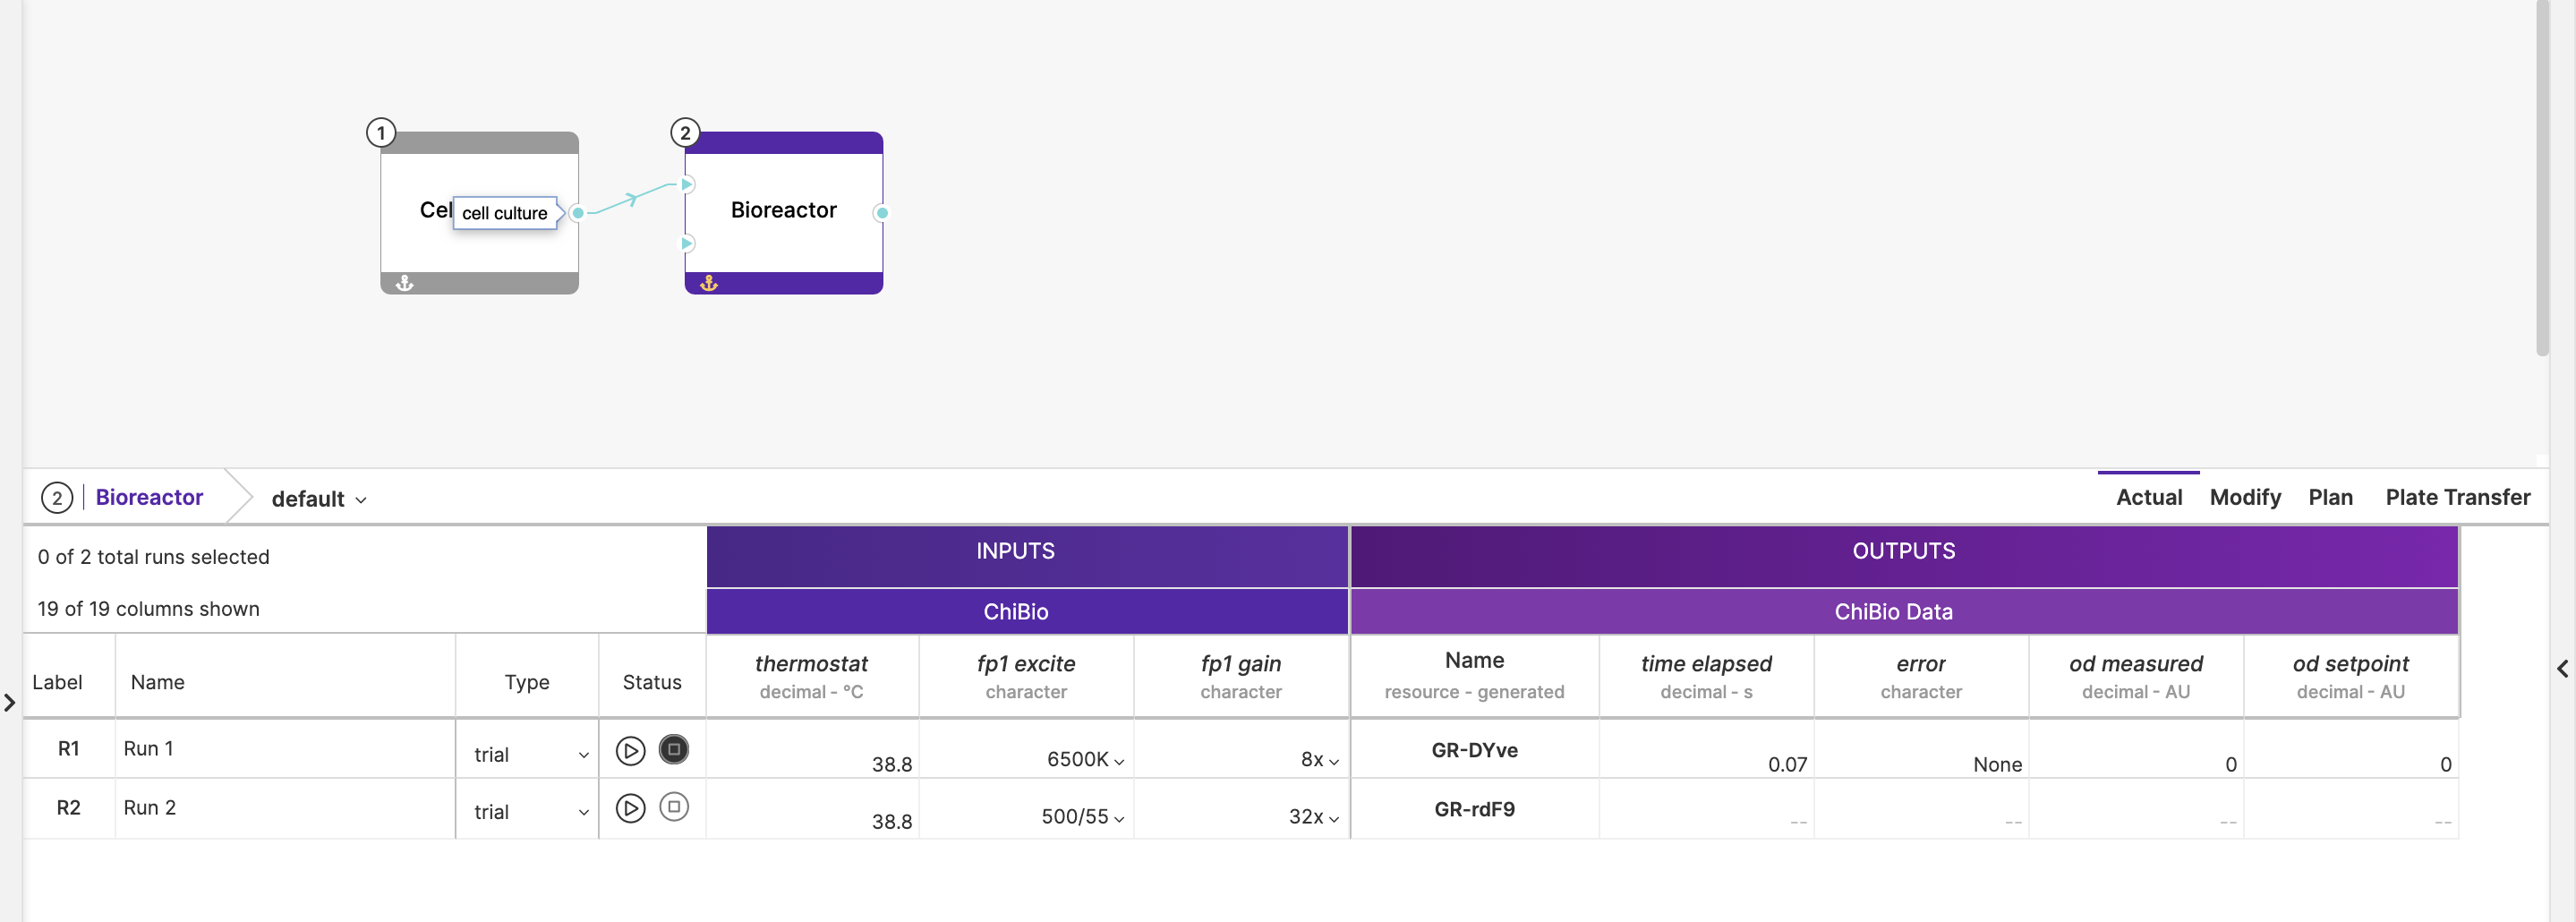 1
2
Cel
cell culture
Bioreactor
2 Bioreactor default Actual Modify Plan Plate Transfer
0 of 2 total runs selected INPUTS OUTPUTS
19 of 19 columns shown ChiBio ChiBio Data
Label Name Type Status thermostat fp1 excite fp1 gain Name time elapsed error od measured od setpoint
decimal - °C character character resource - generated decimal - s character decimal - AU decimal - AU
R1 Run 1 trial 38.8 6500K 8x GR-DYve 0.07 None 0 0
R2 Run 2 trial 38.8 500/55 32x GR-rdF9 -- -- -- --